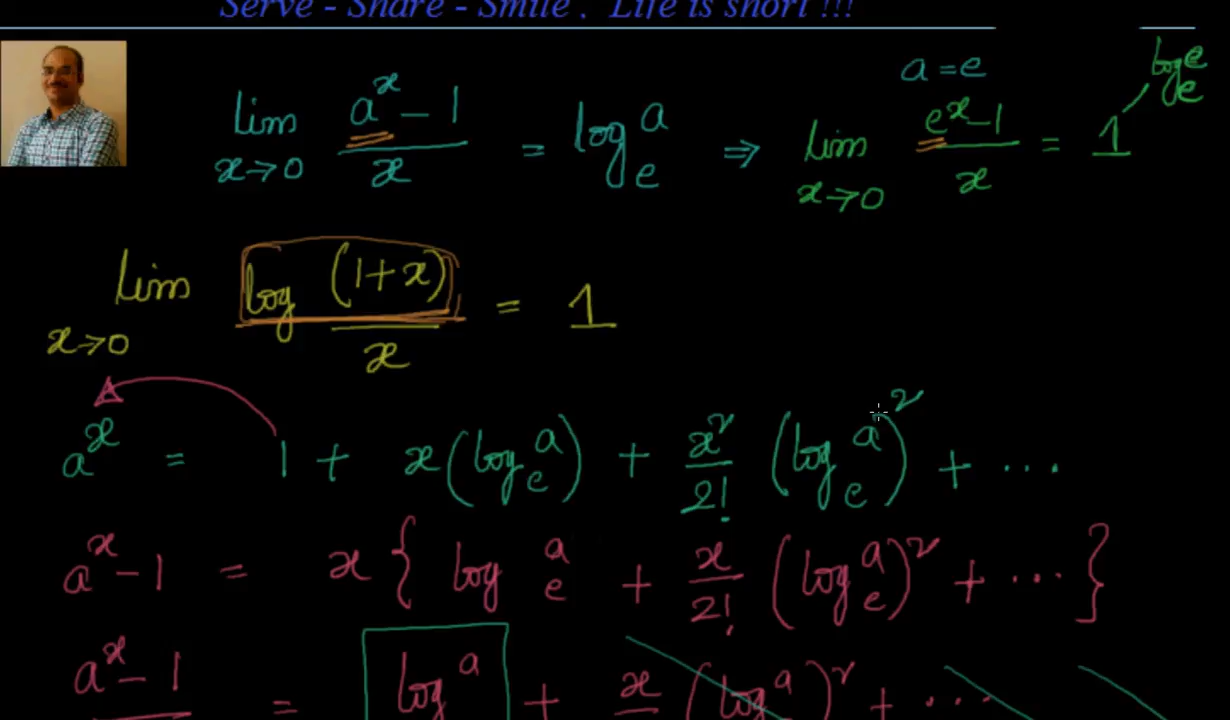 Serve - Share - Smile . Life is short !!!
a = e
lim x→0 (a^x - 1)/x = log_e a ⇒ lim x→0 (e^x - 1)/x = 1 log_e e
lim x→0 log (1+x)/x = 1
a^x = 1 + x(log_e a) + x²/2! (log_e a)² + ...
a^x - 1 = x { log_e a + x/2! (log_e a)² + ... }
a^x - 1 = log a + x (log a)² + ...